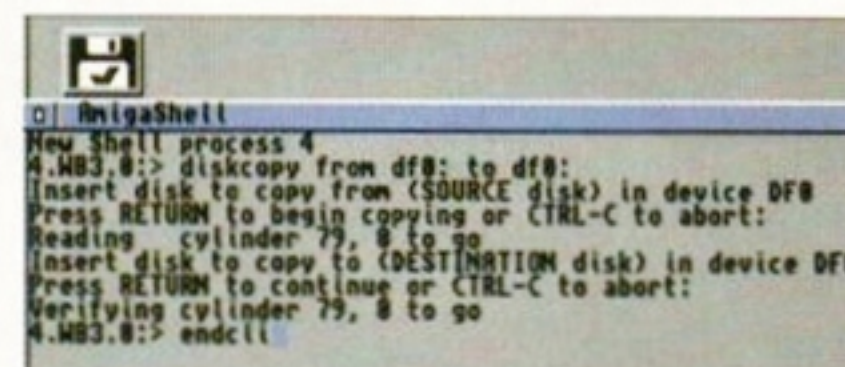 AmigaShell
New Shell process 4
4.WB3.0:> diskcopy from df0: to df0:
Insert disk to copy from (SOURCE disk) in device DF0
Press RETURN to begin copying or CTRL-C to abort:
Reading   cylinder 79, 0 to go
Insert disk to copy to (DESTINATION disk) in device DF
Press RETURN to continue or CTRL-C to abort:
Verifying cylinder 79, 0 to go
4.WB3.0:> endcli